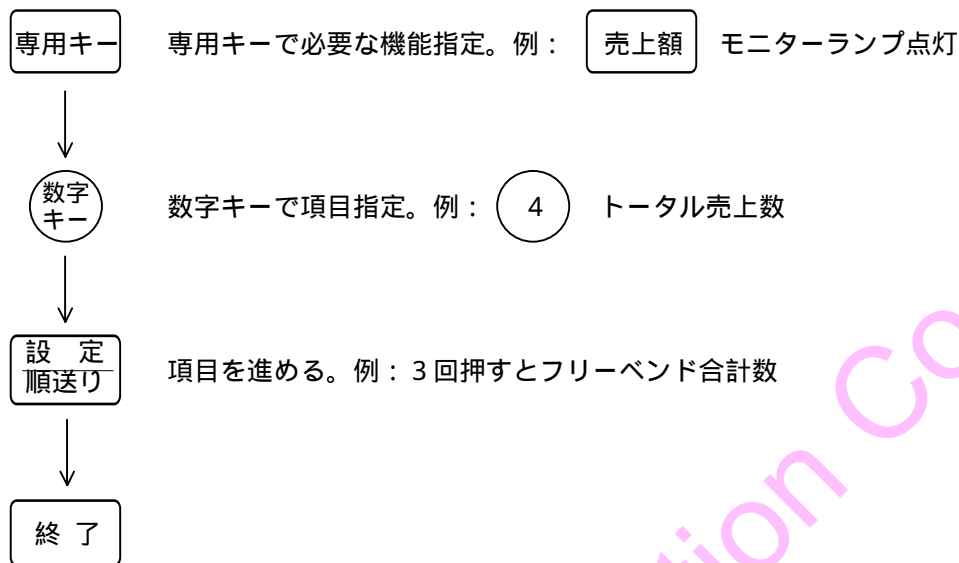 専用キー 専用キーで必要な機能指定。例： 売上額 モニターランプ点灯
数字
キー 数字キーで項目指定。例： 4 トータル売上数
設 定
順送り 項目を進める。例：３回押すとフリーベンド合計数
終 了
tion Co